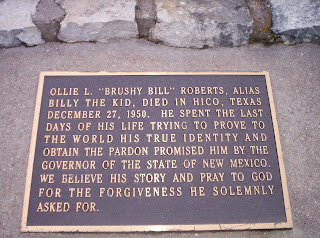 OLLIE L. "BRUSHY BILL" ROBERTS, ALIAS
BILLY THE KID, DIED IN HICO, TEXAS
DECEMBER 27, 1950. HE SPENT THE LAST
DAYS OF HIS LIFE TRYING TO PROVE TO
THE WORLD HIS TRUE IDENTITY AND
OBTAIN THE PARDON PROMISED HIM BY THE
GOVERNOR OF THE STATE OF NEW MEXICO.
WE BELIEVE HIS STORY AND PRAY TO GOD
FOR THE FORGIVENESS HE SOLEMNLY
ASKED FOR.